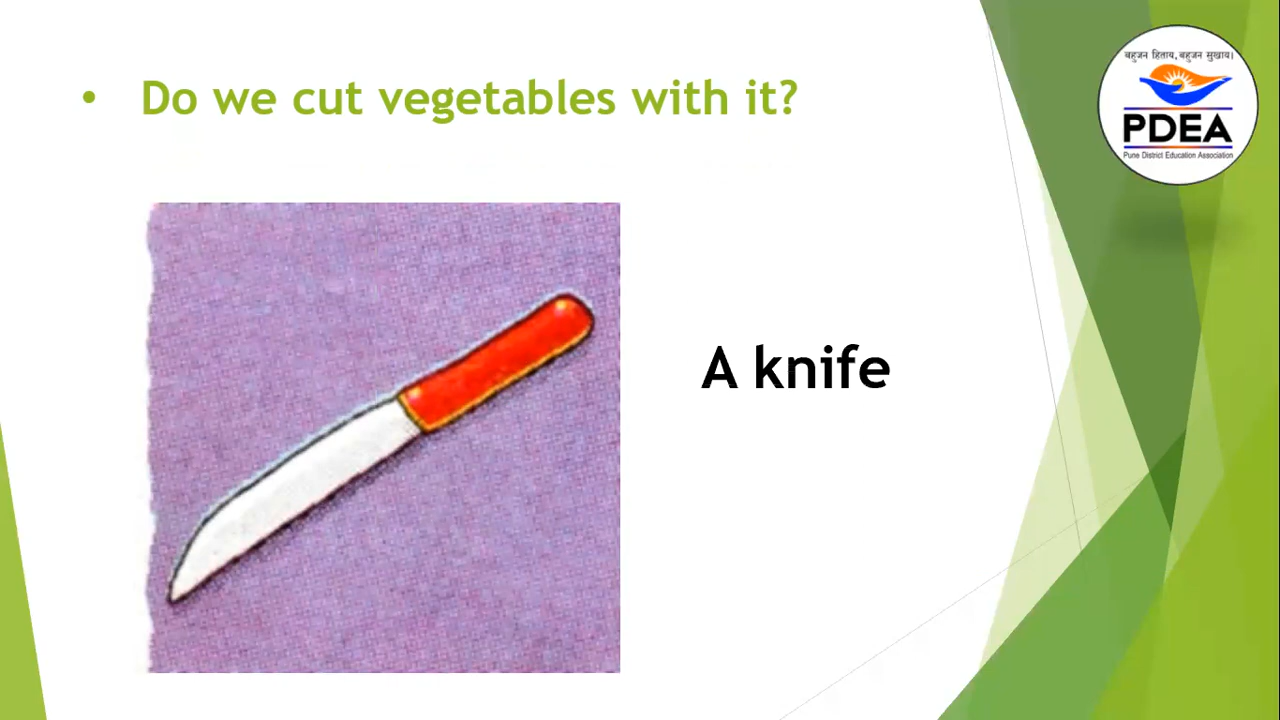 • Do we cut vegetables with it?
बहुजन हिताय, बहुजन सुखाय।
PDEA
Pune District Education Association
A knife